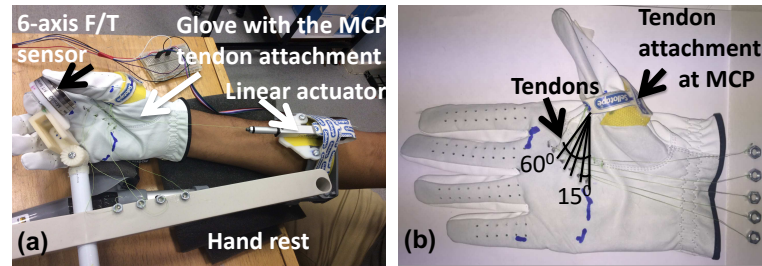 6-axis F/T
sensor
Glove with the MCP
tendon attachment
Linear actuator
Hand rest
(a)
Tendon
attachment
at MCP
Tendons
Sellotape
60⁰
15⁰
(b)